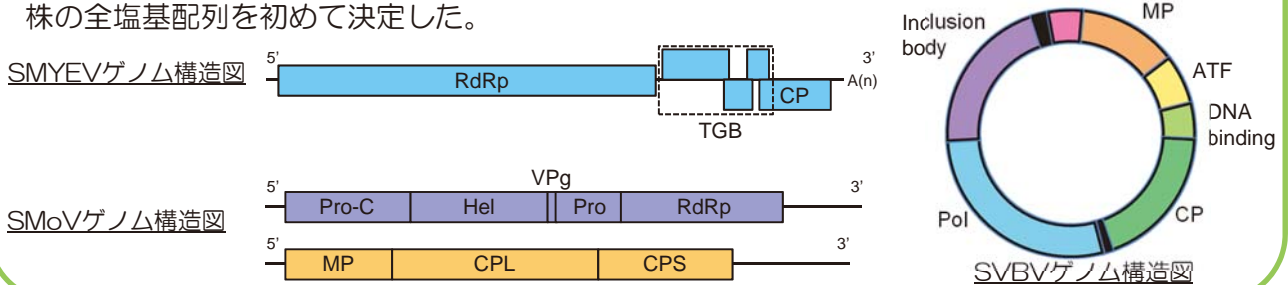 株の全塩基配列を初めて決定した。
SMYEVゲノム構造図
5’
RdRp
TGB
CP
3’
A(n)
SMoVゲノム構造図
5’
Pro-C
Hel
VPg
Pro
RdRp
3’
5’
MP
CPL
CPS
3’
Inclusion
body
MP
ATF
DNA
binding
CP
Pol
SVBVゲノム構造図